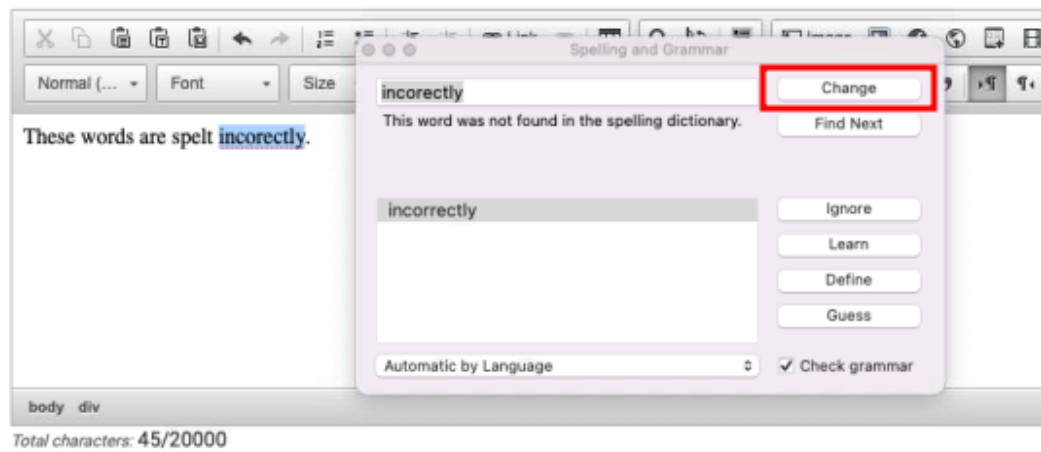 Spelling and Grammar
Normal (...
Font
Size
incorectly
Change
This word was not found in the spelling dictionary.
Find Next
These words are spelt incorectly.
incorrectly
Ignore
Learn
Define
Guess
Automatic by Language
Check grammar
body div
Total characters: 45/20000